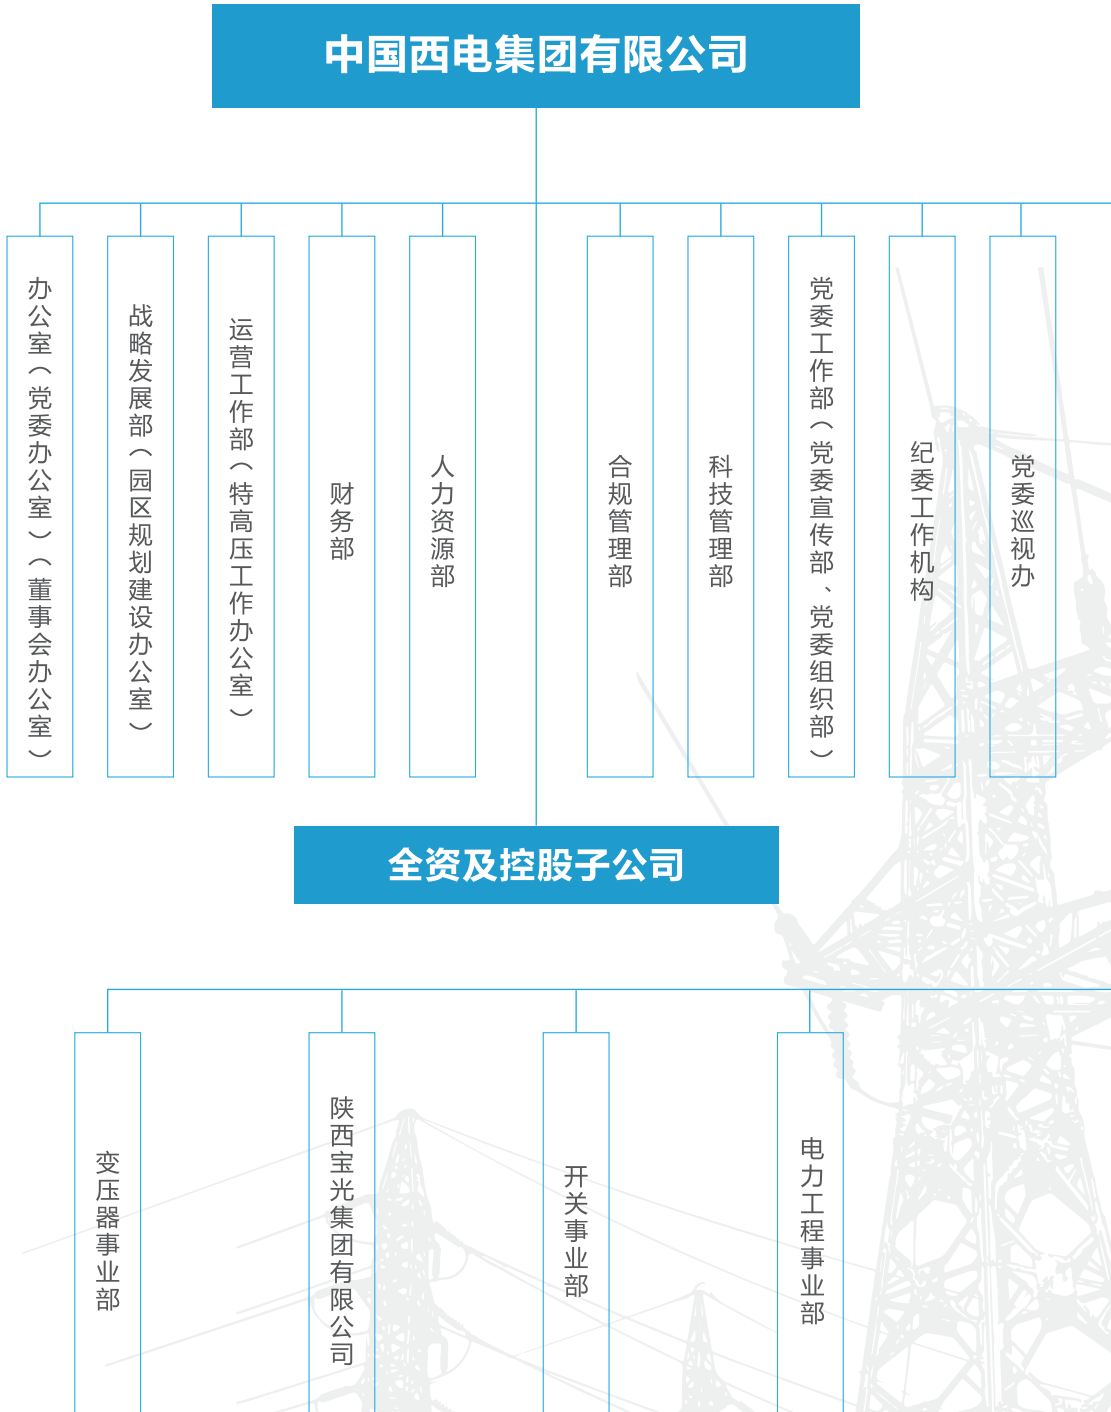 中国西电集团有限公司
办公室（党委办公室）（董事会办公室）
战略发展部（园区规划建设办公室）
运营工作部（特高压工作办公室）
财务部
人力资源部
合规管理部
科技管理部
党委工作部（党委宣传部、党委组织部）
纪委工作机构
党委巡视办
全资及控股子公司
变压器事业部
陕西宝光集团有限公司
开关事业部
电力工程事业部